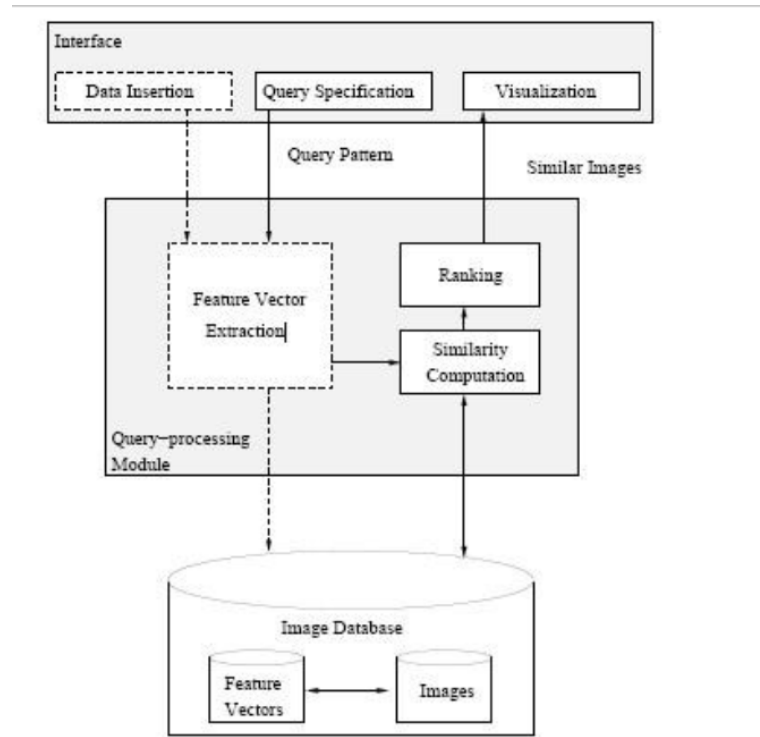 Interface
Data Insertion
Query Specification
Visualization
Query Pattern
Similar Images
Feature Vector
Extraction
Ranking
Similarity
Computation
Query-processing
Module
Image Database
Feature
Vectors
Images